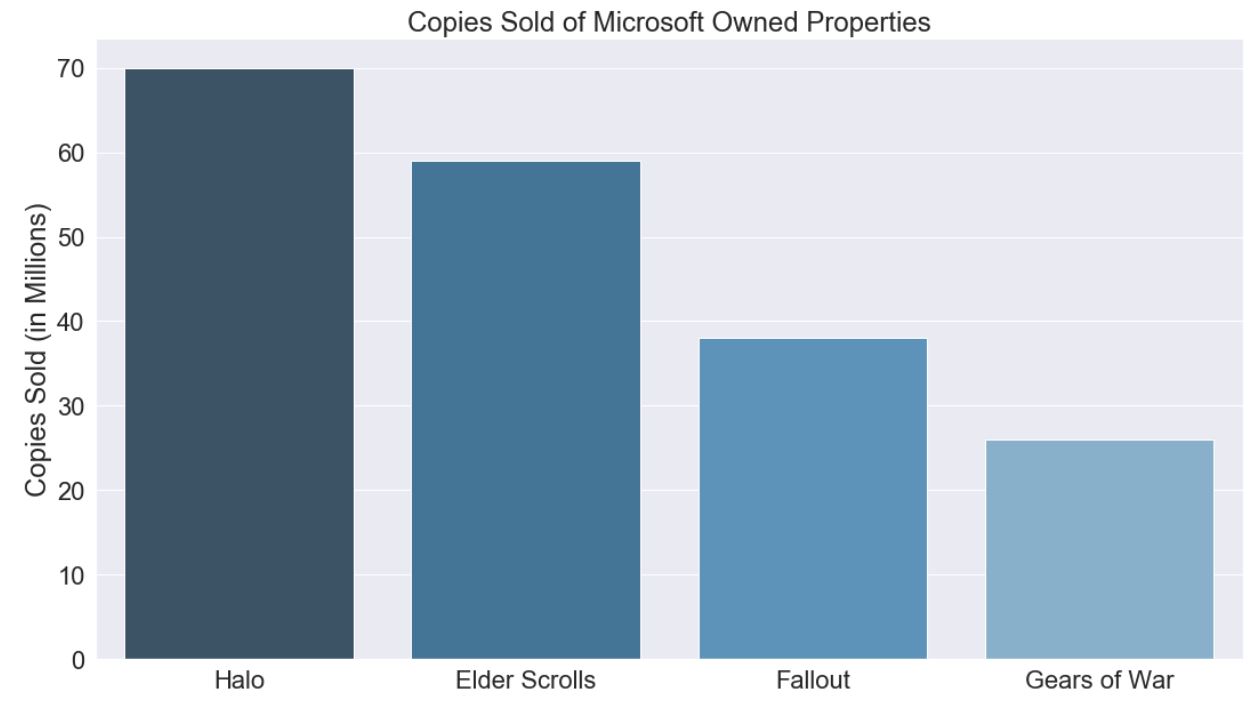 Copies Sold of Microsoft Owned Properties
Copies Sold (in Millions)
70
60
50
40
30
20
10
0
Halo
Elder Scrolls
Fallout
Gears of War